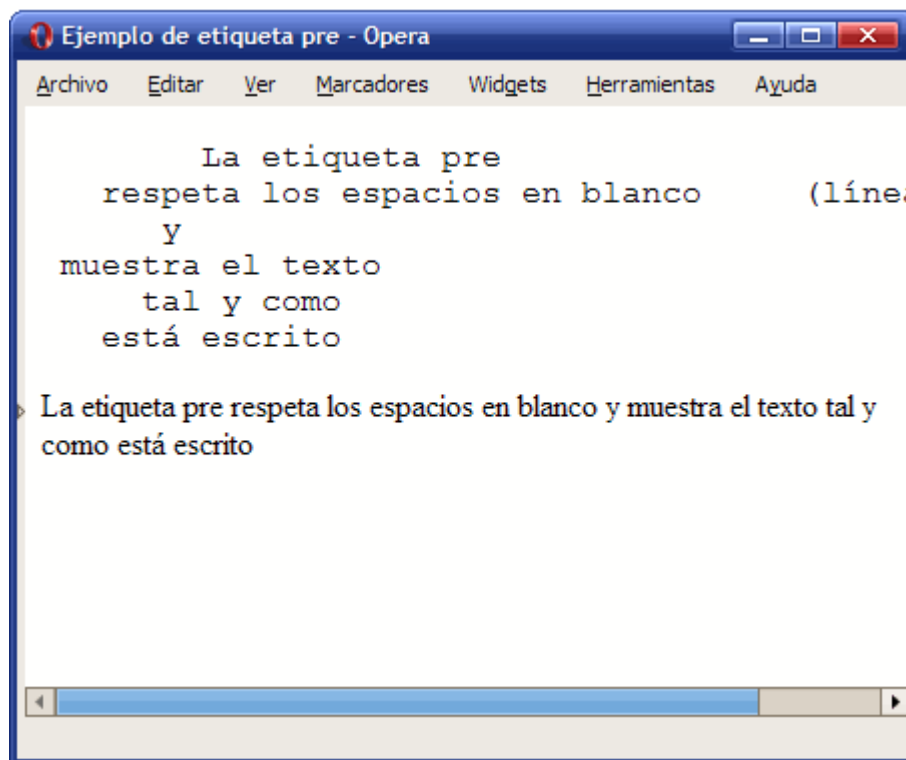 Ejemplo de etiqueta pre - Opera
Archivo Editar Ver Marcadores Widgets Herramientas Ayuda
La etiqueta pre
respeta los espacios en blanco (líne
y
muestra el texto
tal y como
está escrito
La etiqueta pre respeta los espacios en blanco y muestra el texto tal y
como está escrito